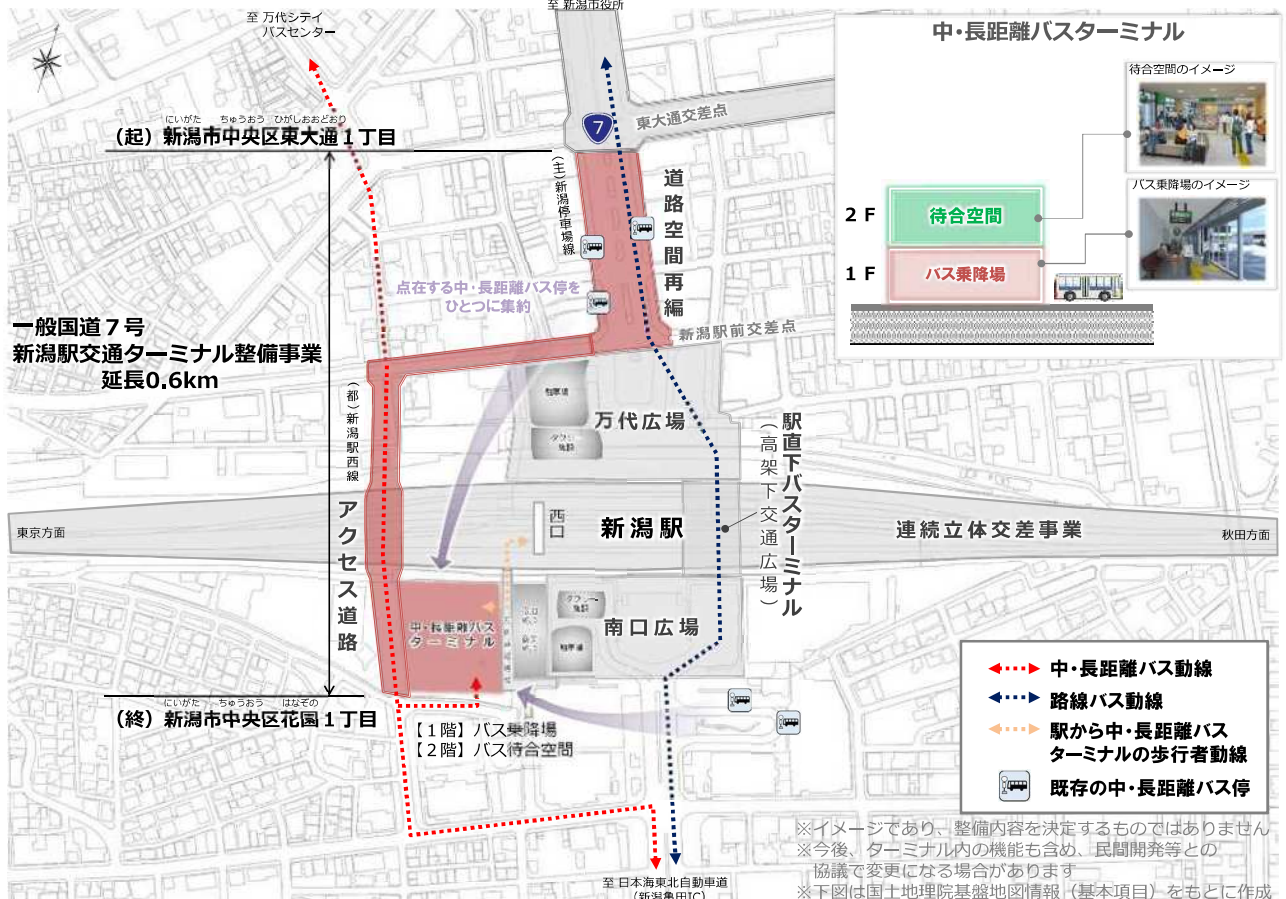 至 新潟市役所
至 万代シテイ
バスセンター
中・長距離バスターミナル
待合空間のイメージ
バス乗降場のイメージ
2 F
待合空間
1 F
バス乗降場
にいがた ちゅうおう ひがしおおどおり
(起) 新潟市中央区東大通1丁目
7
東大通交差点
(主)新潟停車場線
道路空間再編
点在する中・長距離バス停を
ひとつに集約
新潟駅前交差点
一般国道7号
新潟駅交通ターミナル整備事業
延長0.6km
(都)新潟駅西線
アクセス道路
駐車場
タクシー
万代広場
駅直下バスターミナル
(高架下交通広場)
東京方面
西口
新潟駅
連続立体交差事業
秋田方面
中・長距離バス
ターミナル
タクシー
駐車場
南口広場
にいがた ちゅうおう はなぞの
(終) 新潟市中央区花園1丁目
【1階】バス乗降場
【2階】バス待合空間
中・長距離バス動線
路線バス動線
駅から中・長距離バス
ターミナルの歩行者動線
既存の中・長距離バス停
※イメージであり、整備内容を決定するものではありません
※今後、ターミナル内の機能も含め、民間開発等との
協議で変更になる場合があります
※下図は国土地理院基盤地図情報(基本項目)をもとに作成
至 日本海東北自動車道
(新潟亀田IC)